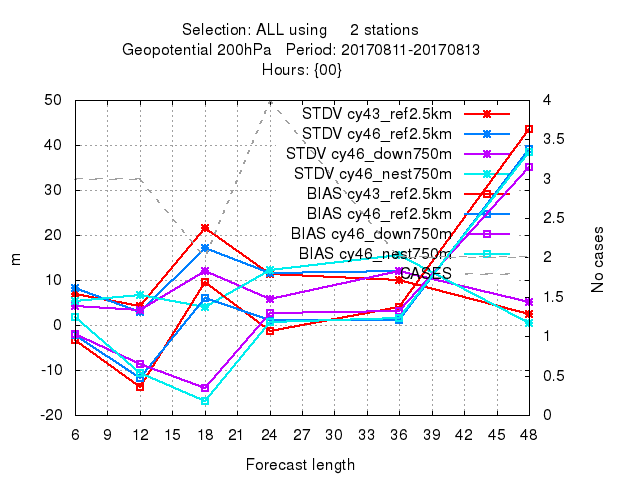 Selection: ALL using 2 stations
Geopotential 200hPa Period: 20170811-20170813
Hours: {00}
50
40
30
20
10
0
-10
-20
m
4
3.5
3
2.5
2
1.5
1
0.5
0
No cases
STDV cy43_ref2.5km
STDV cy46_ref2.5km
STDV cy46_down750m
STDV cy46_nest750m
BIAS cy43_ref2.5km
BIAS cy46_ref2.5km
BIAS cy46_down750m
BIAS cy46_nest750m
CASES
6 9 12 15 18 21 24 27 30 33 36 39 42 45 48
Forecast length